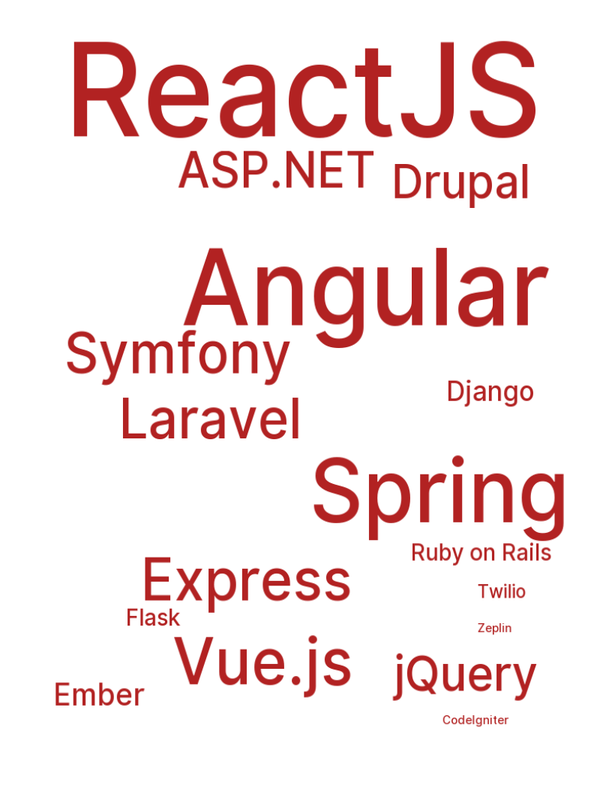 ReactJS
ASP.NET
Drupal
Angular
Symfony
Django
Laravel
Spring
Ruby on Rails
Express
Twilio
Flask
Zeplin
Vue.js
jQuery
Ember
CodeIgniter